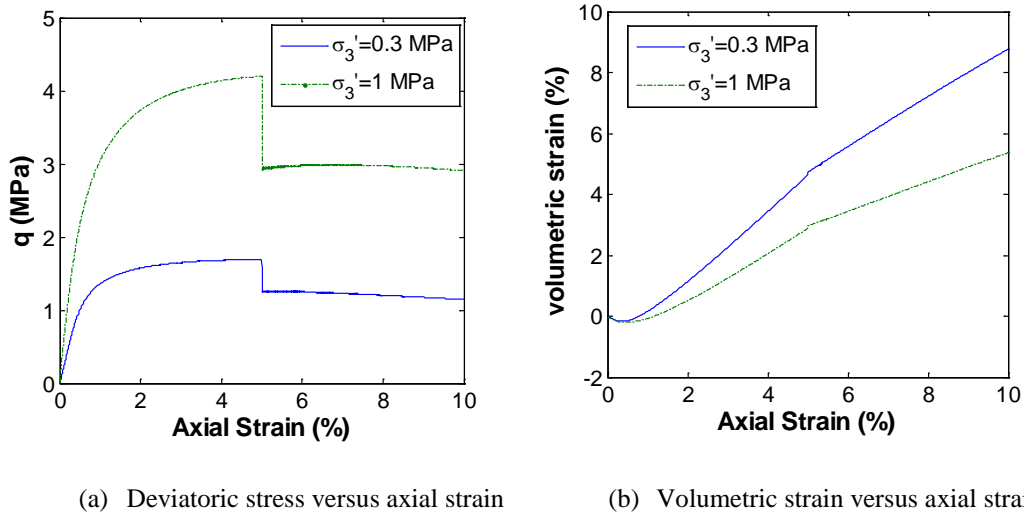 5
4
3
2
1
0
q (MPa)
σ3'=0.3 MPa
σ3'=1 MPa
0 2 4 6 8 10
Axial Strain (%)
10
8
6
4
2
0
-2
volumetric strain (%)
σ3'=0.3 MPa
σ3'=1 MPa
0 2 4 6 8 10
Axial Strain (%)
(a) Deviatoric stress versus axial strain
(b) Volumetric strain versus axial strai